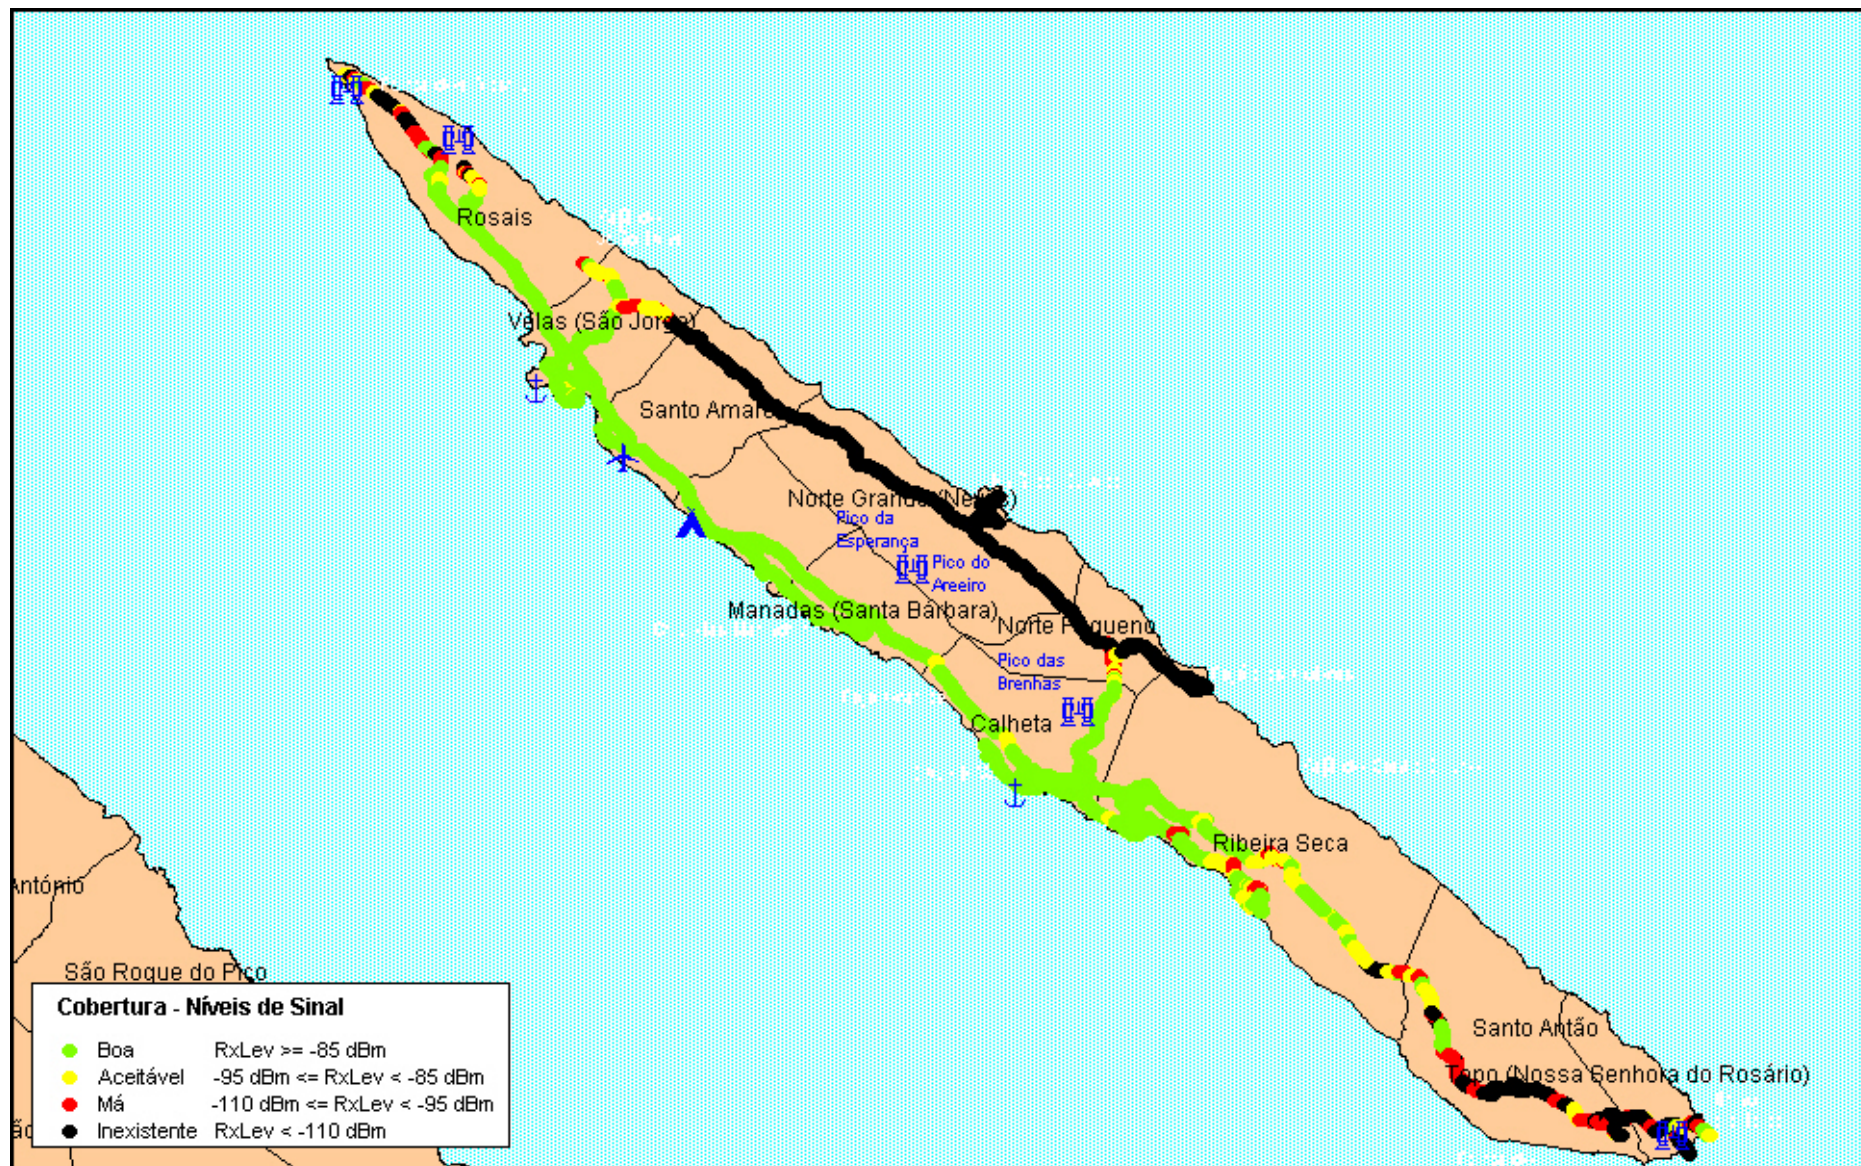 Rosais
Velas (São Jorge)
Santo Amaro
Norte Grande (Neves)
Pico da
Esperança
Pico do
Areeiro
Manadas (Santa Bárbara)
Norte Pequeno
Pico das
Brenhas
Calheta
Ribeira Seca
António
São Roque do Pico
Santo Antão
Topo (Nossa Senhora do Rosário)
Cobertura - Níveis de Sinal
Boa RxLev >= -85 dBm
Aceitável -95 dBm <= RxLev < -85 dBm
Má -110 dBm <= RxLev < -95 dBm
Inexistente RxLev < -110 dBm